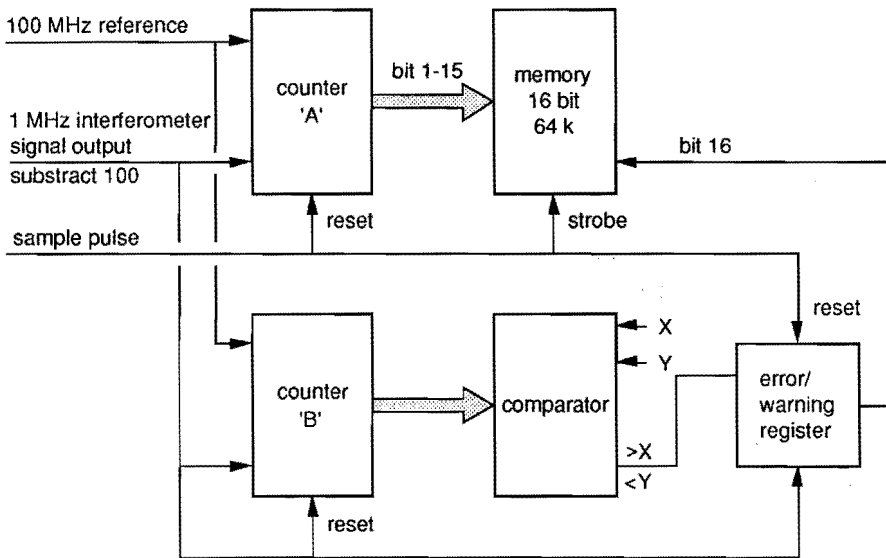 100 MHz reference
1 MHz interferometer
signal output
substract 100
sample pulse
counter
'A'
bit 1-15
memory
16 bit
64 k
bit 16
reset
strobe
reset
counter
'B'
comparator
X
Y
>X
<Y
error/
warning
register
reset